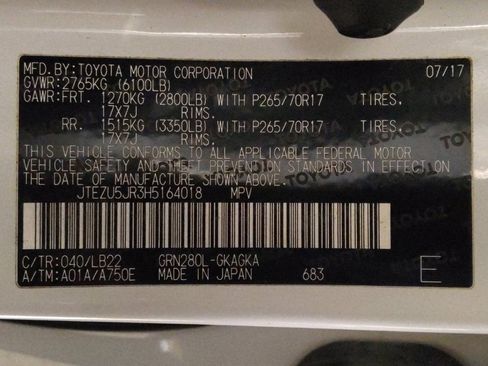 MFD.BY:TOYOTA MOTOR CORPORATION 07/17
GVWR:2765KG (6100LB)
GAWR:FRT. 1270KG (2800LB) WITH P265/70R17 TIRES,
17X7J RIMS.
RR. 1515KG (3350LB) WITH P265/70R17 TIRES,
17X7J RIMS.
THIS VEHICLE CONFORMS TO ALL APPLICABLE FEDERAL MOTOR
VEHICLE SAFETY AND THEFT PREVENTION STANDARDS IN EFFECT
ON THE DATE OF MANUFACTURE SHOWN ABOVE.
JTEZU5JR3H5164018 MPV
C/TR:040/LB22 GRN280L-GKAGKA
A/TM:A01A/A750E MADE IN JAPAN 683 E